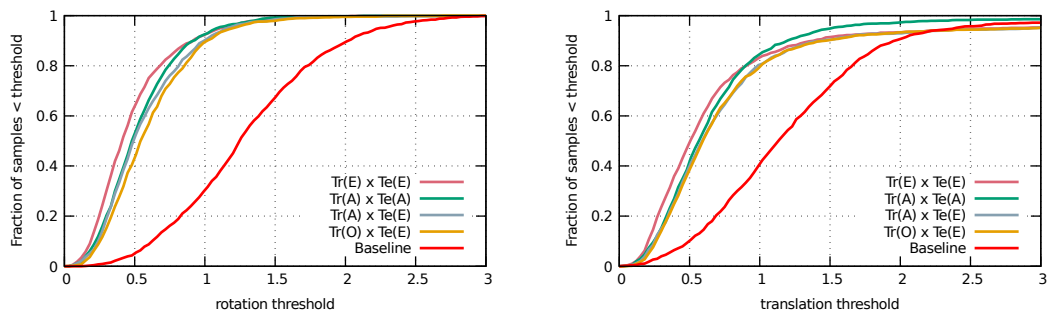 Fraction of samples < threshold
1
0.8
0.6
0.4
0.2
0
Tr(E) x Te(E)
Tr(A) x Te(A)
Tr(A) x Te(E)
Tr(O) x Te(E)
Baseline
0 0.5 1 1.5 2 2.5 3
rotation threshold
Fraction of samples < threshold
1
0.8
0.6
0.4
0.2
0
Tr(E) x Te(E)
Tr(A) x Te(A)
Tr(A) x Te(E)
Tr(O) x Te(E)
Baseline
0 0.5 1 1.5 2 2.5 3
translation threshold